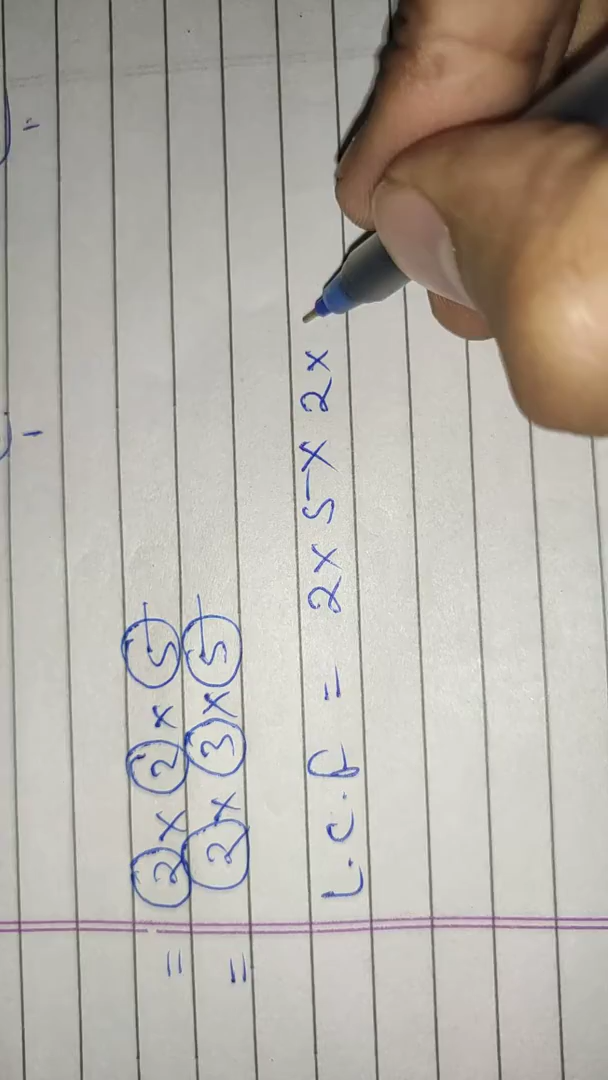 = 2 x 2 x 5
= 2 x 3 x 5
L.C.f = 2 x 5 x 2 x